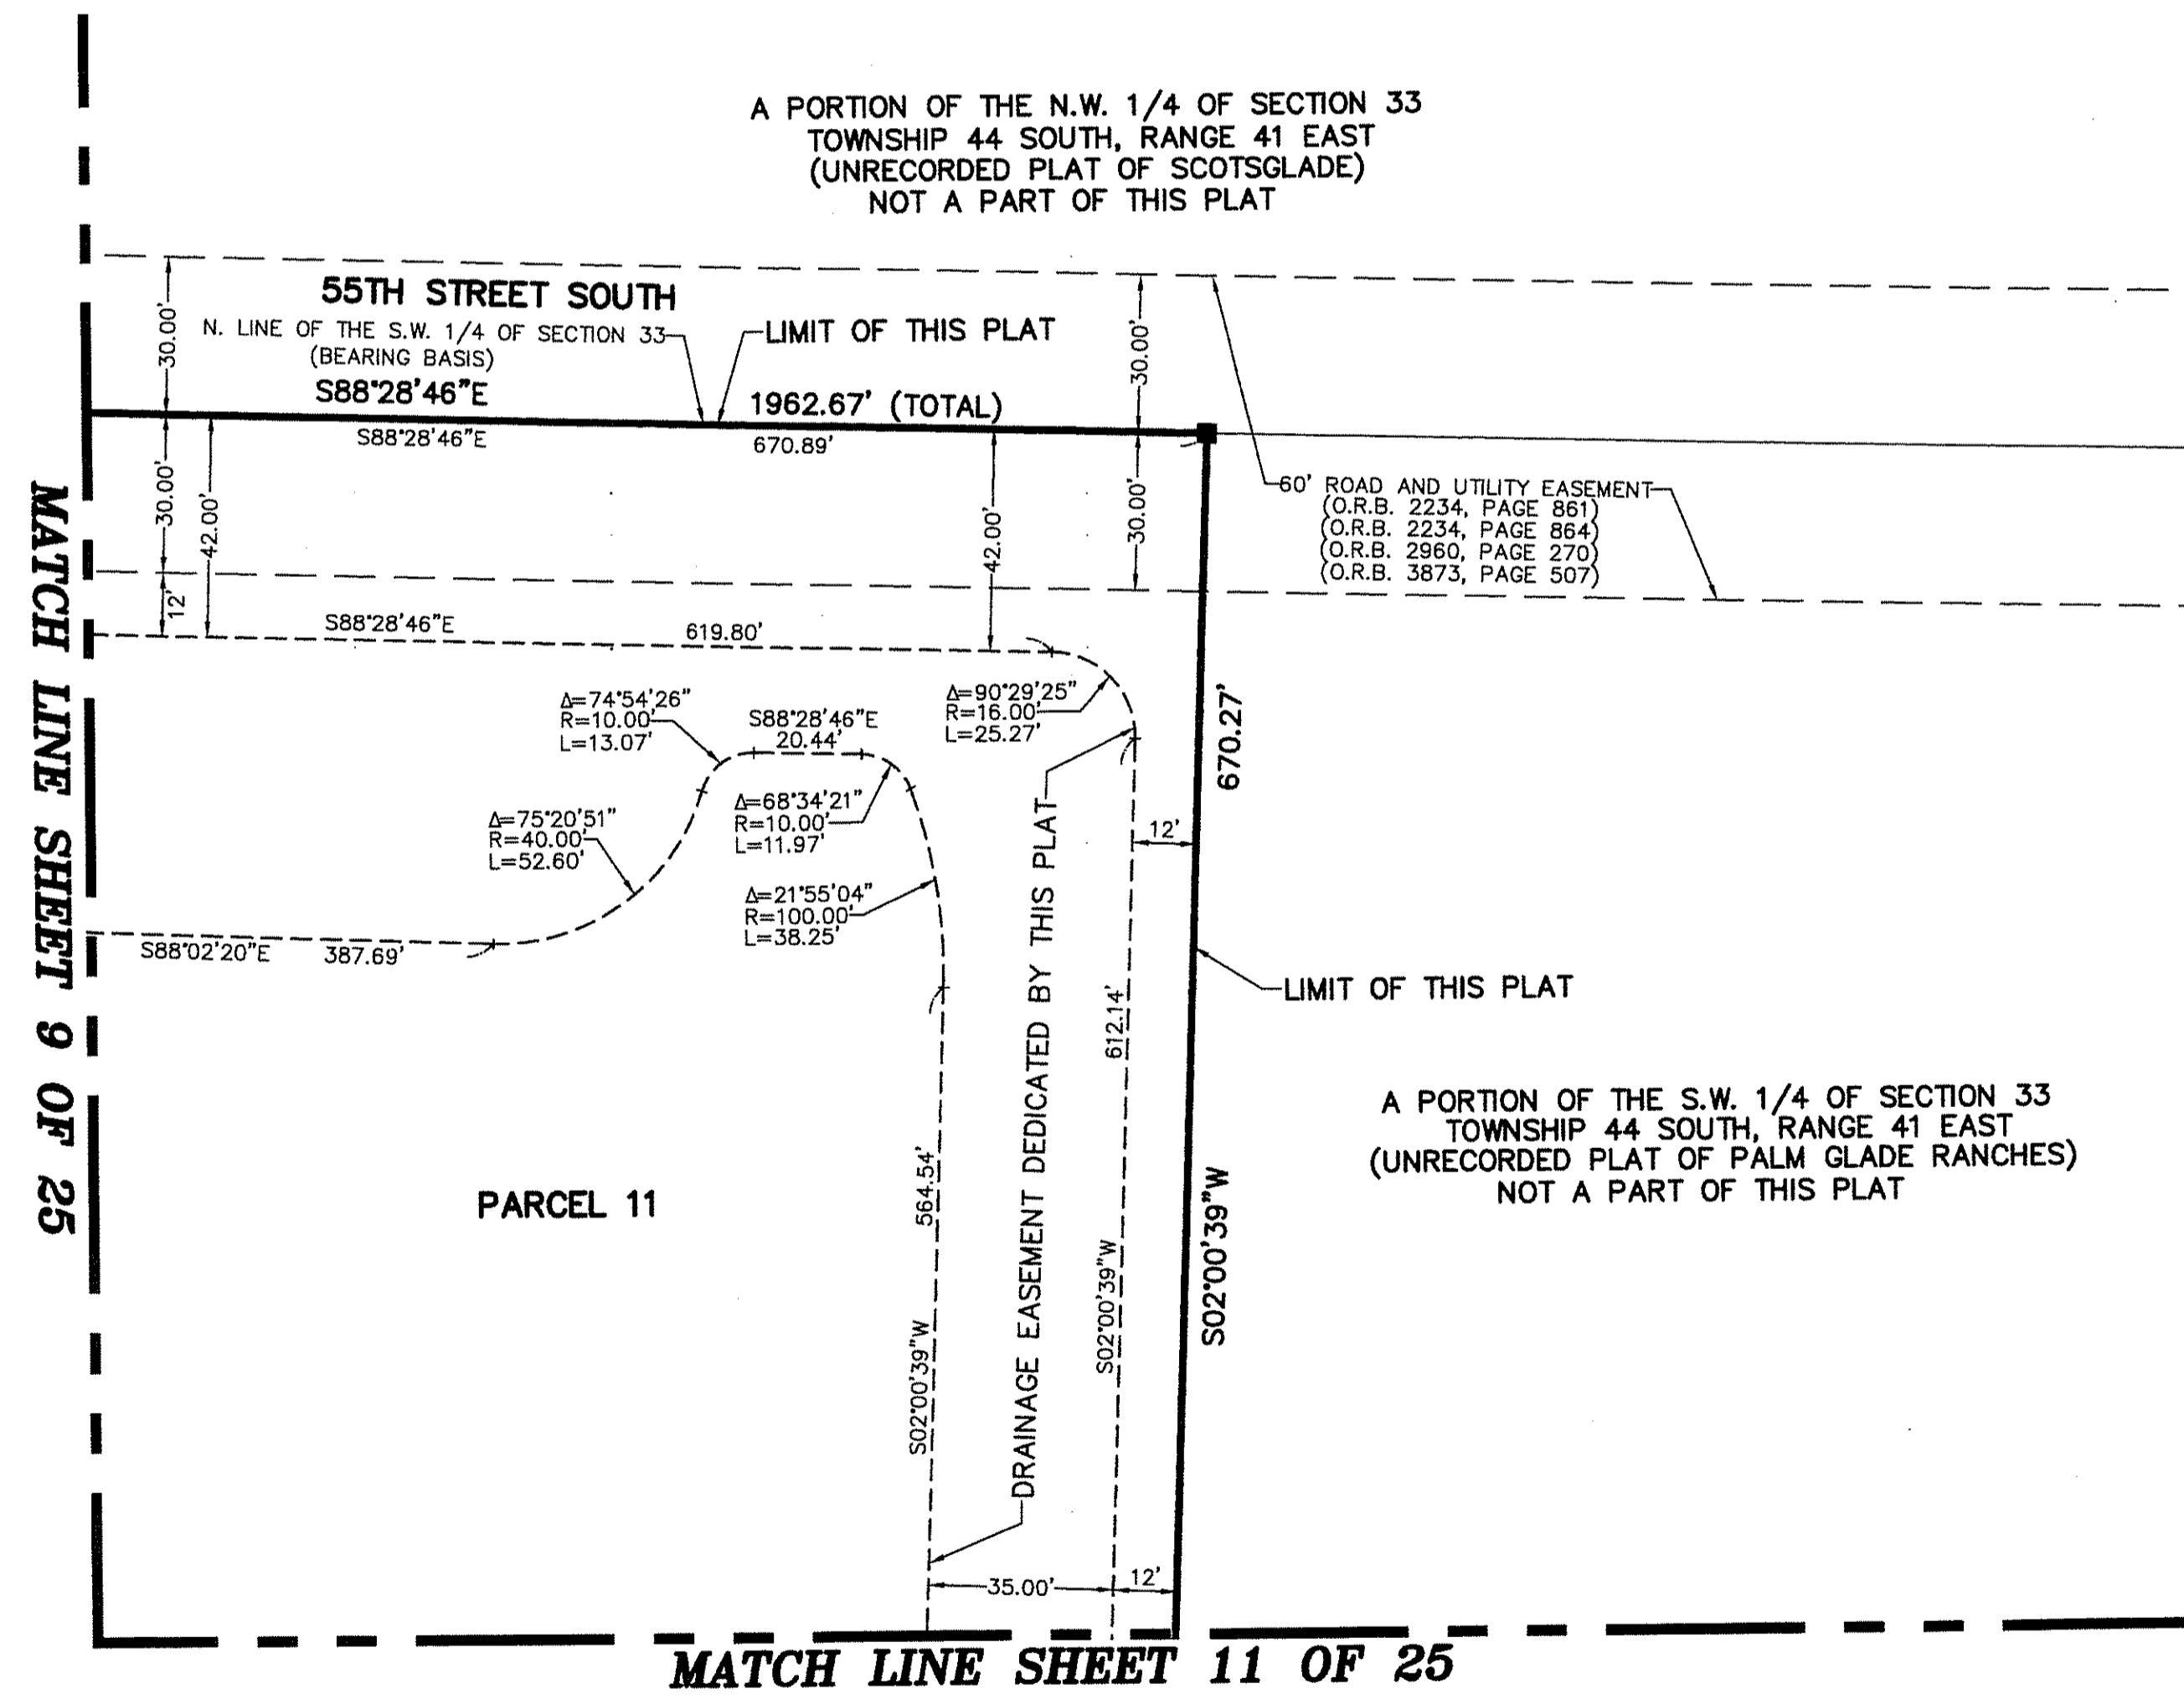 A PORTION OF THE N.W. 1/4 OF SECTION 33
TOWNSHIP 44 SOUTH, RANGE 41 EAST
(UNRECORDED PLAT OF SCOTSGLADE)
NOT A PART OF THIS PLAT
55TH STREET SOUTH
N. LINE OF THE S.W. 1/4 OF SECTION 33
(BEARING BASIS)
LIMIT OF THIS PLAT
30.00'
30.00'
S88°28'46"E
1962.67' (TOTAL)
S88°28'46"E
670.89'
30.00'
42.00'
42.00'
30.00'
12'
60' ROAD AND UTILITY EASEMENT
(O.R.B. 2234, PAGE 861)
(O.R.B. 2234, PAGE 864)
(O.R.B. 2960, PAGE 270)
(O.R.B. 3873, PAGE 507)
S88°28'46"E
619.80'
Δ=74°54'26"
R=10.00'
L=13.07'
S88°28'46"E
20.44'
Δ=90°29'25"
R=16.00'
L=25.27'
Δ=75°20'51"
R=40.00'
L=52.60'
Δ=68°34'21"
R=10.00'
L=11.97'
Δ=21°55'04"
R=100.00'
L=38.25'
S88°02'20"E
387.69'
670.27'
12'
DRAINAGE EASEMENT DEDICATED BY THIS PLAT
612.14'
S02°00'39"W
564.54'
S02°00'39"W
S02°00'39"W
LIMIT OF THIS PLAT
A PORTION OF THE S.W. 1/4 OF SECTION 33
TOWNSHIP 44 SOUTH, RANGE 41 EAST
(UNRECORDED PLAT OF PALM GLADE RANCHES)
NOT A PART OF THIS PLAT
PARCEL 11
35.00'
12'
MATCH LINE SHEET 9 OF 25
MATCH LINE SHEET 11 OF 25